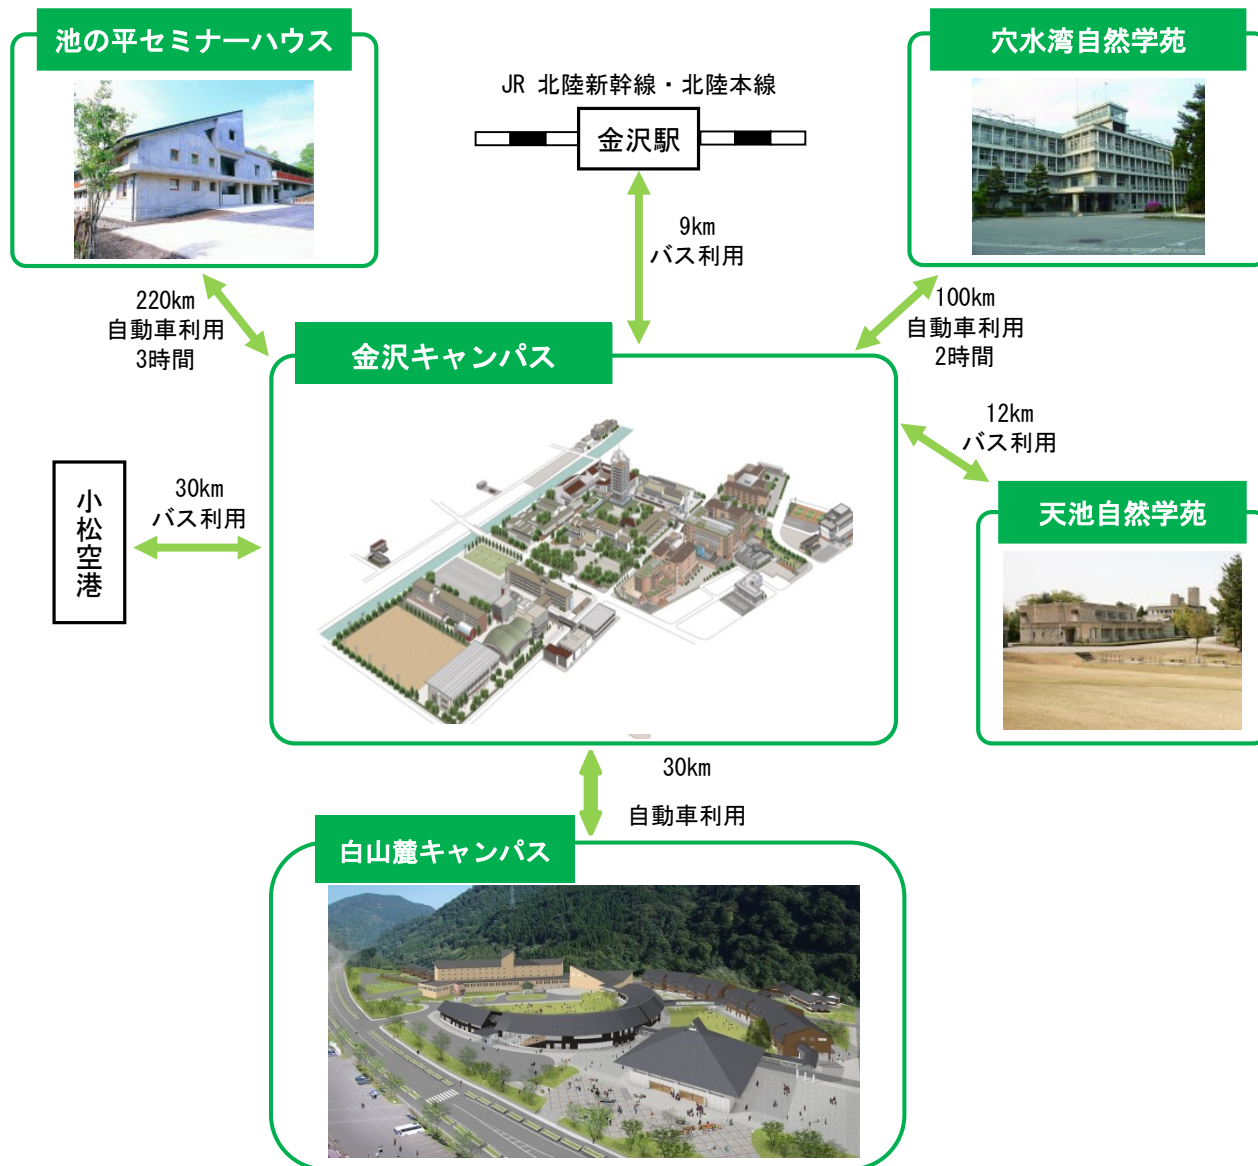 池の平セミナーハウス
穴水湾自然学苑
JR 北陸新幹線・北陸本線
金沢駅
9km
バス利用
220km
自動車利用
3時間
100km
自動車利用
2時間
金沢キャンパス
12km
バス利用
小松空港
30km
バス利用
天池自然学苑
30km
自動車利用
白山麓キャンパス